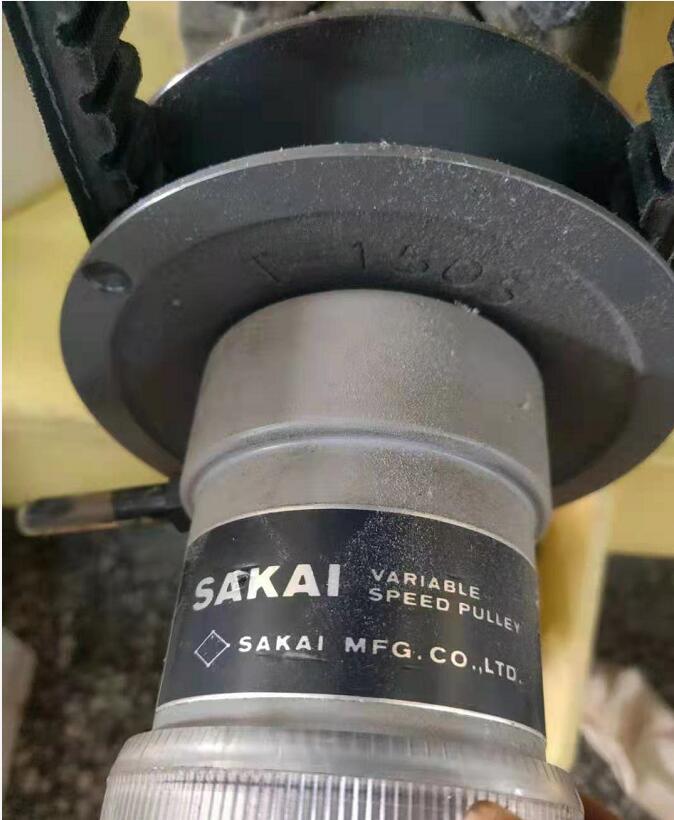 SAKAI
VARIABLE
SPEED PULLEY
SAKAI MFG. CO.,LTD.